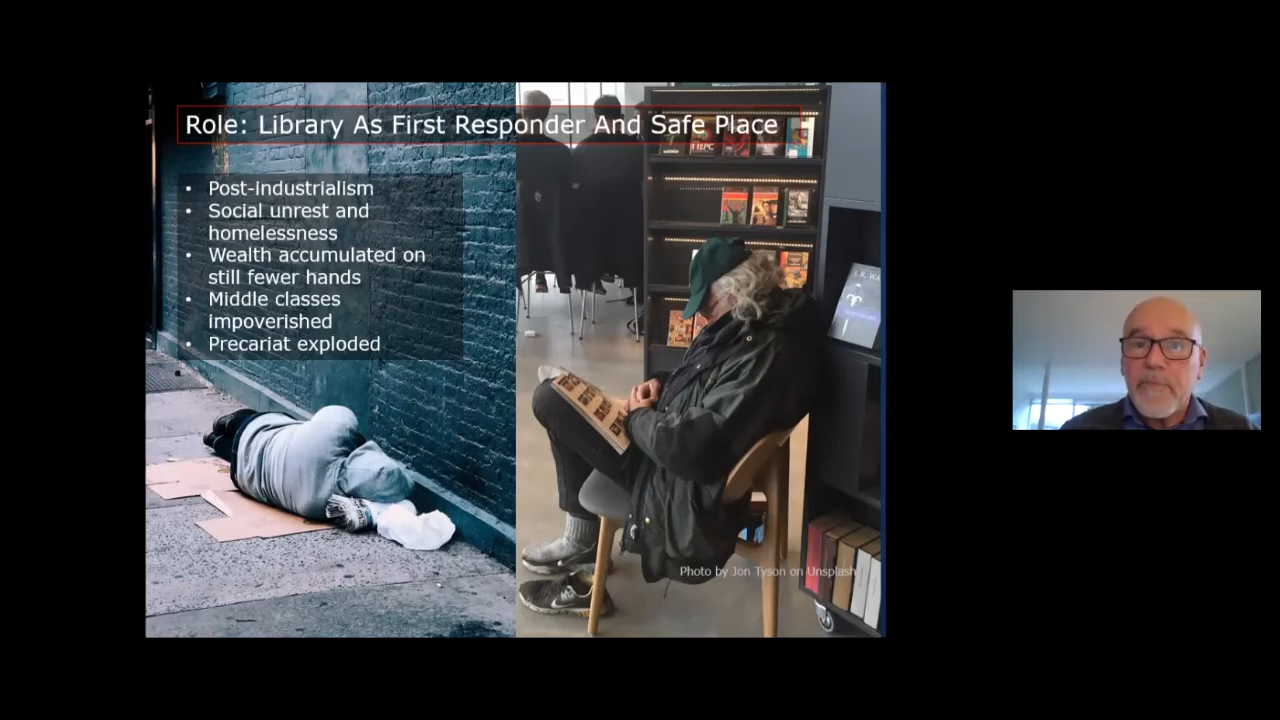 Role: Library As First Responder And Safe Place
• Post-industrialism
• Social unrest and
homelessness
• Wealth accumulated on
still fewer hands
• Middle classes
impoverished
• Precariat exploded
Photo by Jon Tyson on Unsplash